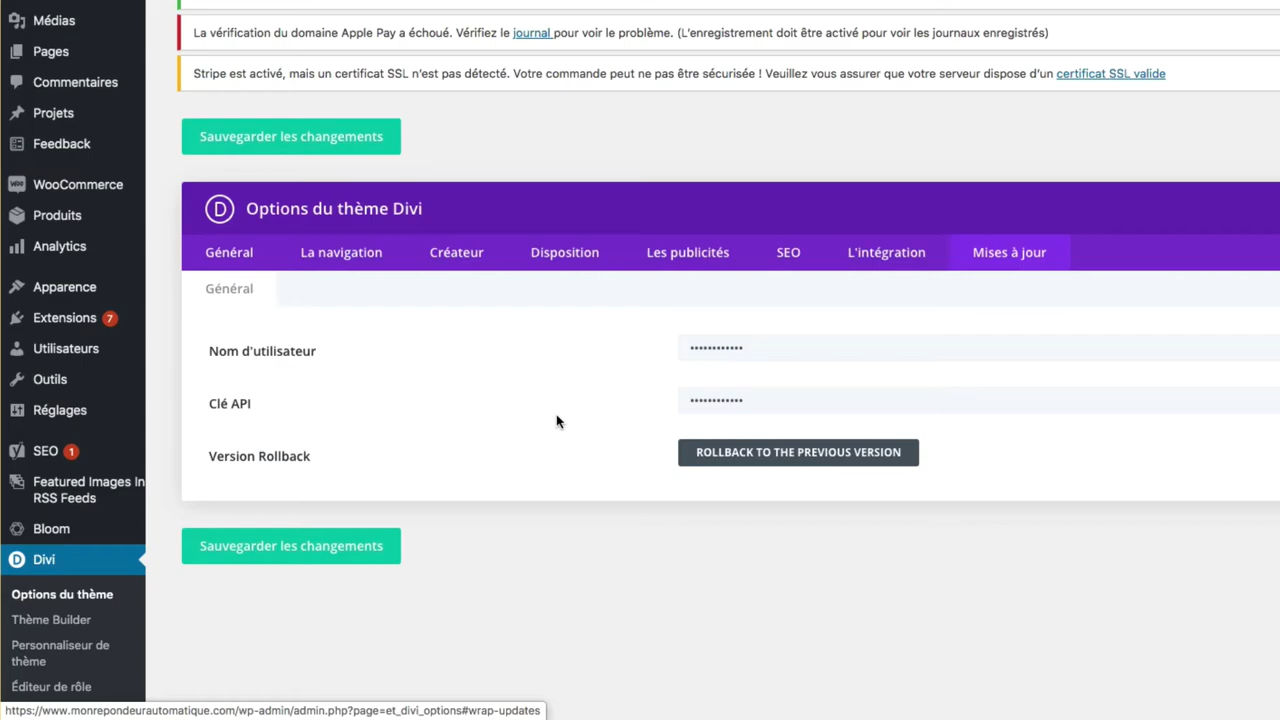 Médias
Pages
Commentaires
Projets
Feedback
WooCommerce
Produits
Analytics
Apparence
Extensions 7
Utilisateurs
Outils
Réglages
SEO 1
Featured Images In
RSS Feeds
Bloom
Divi
Options du thème
Thème Builder
Personnaliseur de
thème
Éditeur de rôle
La vérification du domaine Apple Pay a échoué. Vérifiez le journal pour voir le problème. (L'enregistrement doit être activé pour voir les journaux enregistrés)
Stripe est activé, mais un certificat SSL n'est pas détecté. Votre commande peut ne pas être sécurisée ! Veuillez vous assurer que votre serveur dispose d'un certificat SSL valide
Sauvegarder les changements
D Options du thème Divi
Général La navigation Créateur Disposition Les publicités SEO L'intégration Mises à jour
Général
Nom d'utilisateur ••••••••••••
Clé API ••••••••••••
Version Rollback ROLLBACK TO THE PREVIOUS VERSION
Sauvegarder les changements
https://www.monrepondeurautomatique.com/wp-admin/admin.php?page=et_divi_options#wrap-updates